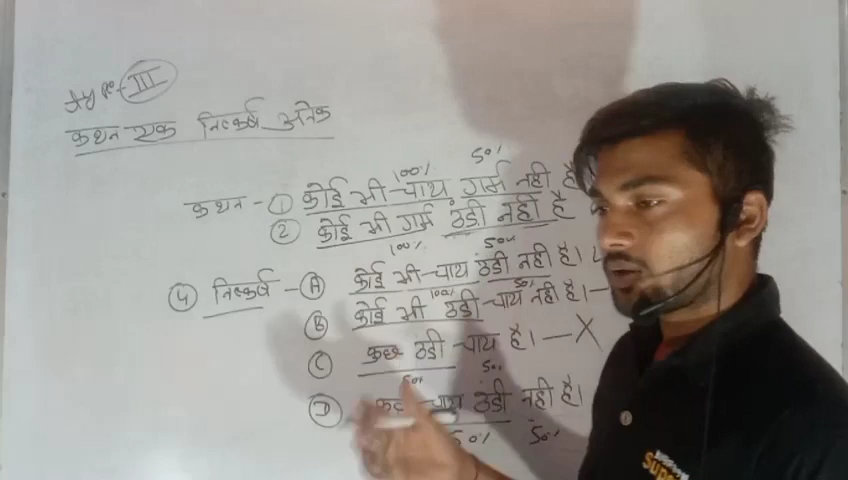 Type - III
कथन एक निष्कर्ष अनेक
100% 50%
कथन - ① कोई भी चाय गर्म नही है
② कोई भी गर्म ठंडी नही है
100% 50%
④ निष्कर्ष - Ⓐ कोई भी चाय ठंडी नही है।
100% 50%
Ⓑ कोई भी ठंडी चाय नही है। -
Ⓒ कुछ ठंडी चाय है। - X
50% 50%
Ⓓ चाय ठंडी नही है।
50% 50%